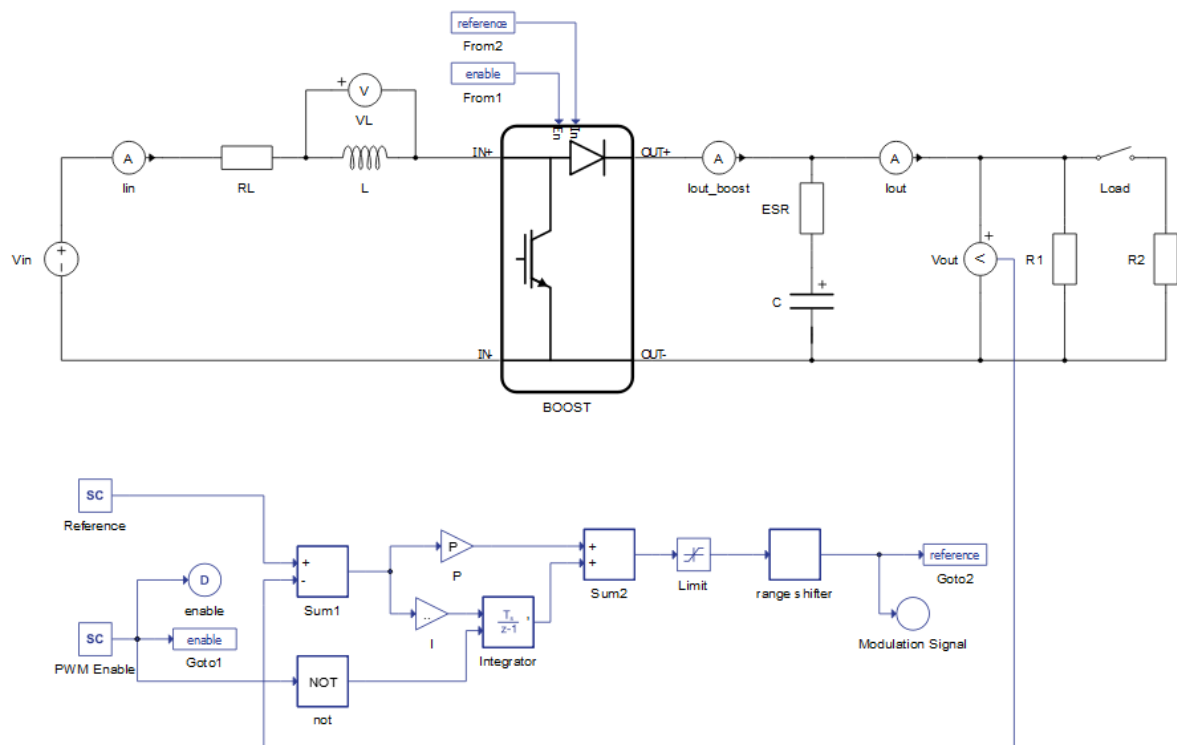 reference
From2
enable
From1
+
V
VL
A
Iin
RL
L
IN+
En
In
OUT+
A
Iout_boost
A
Iout
Load
ESR
+
C
Vin
+
−
+
V
Vout
R1
R2
IN-
OUT-
BOOST
SC
Reference
D
enable
SC
PWM Enable
enable
Goto1
+
-
Sum1
P
P
..
I
NOT
not
Ts
z-1
Integrator
+
+
Sum2
Limit
range shifter
reference
Goto2
Modulation Signal